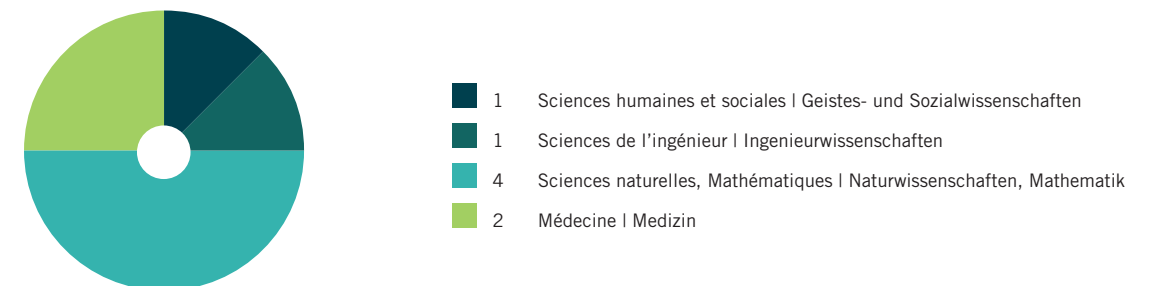 1 Sciences humaines et sociales | Geistes- und Sozialwissenschaften
1 Sciences de l’ingénieur | Ingenieurwissenschaften
4 Sciences naturelles, Mathématiques | Naturwissenschaften, Mathematik
2 Médecine | Medizin